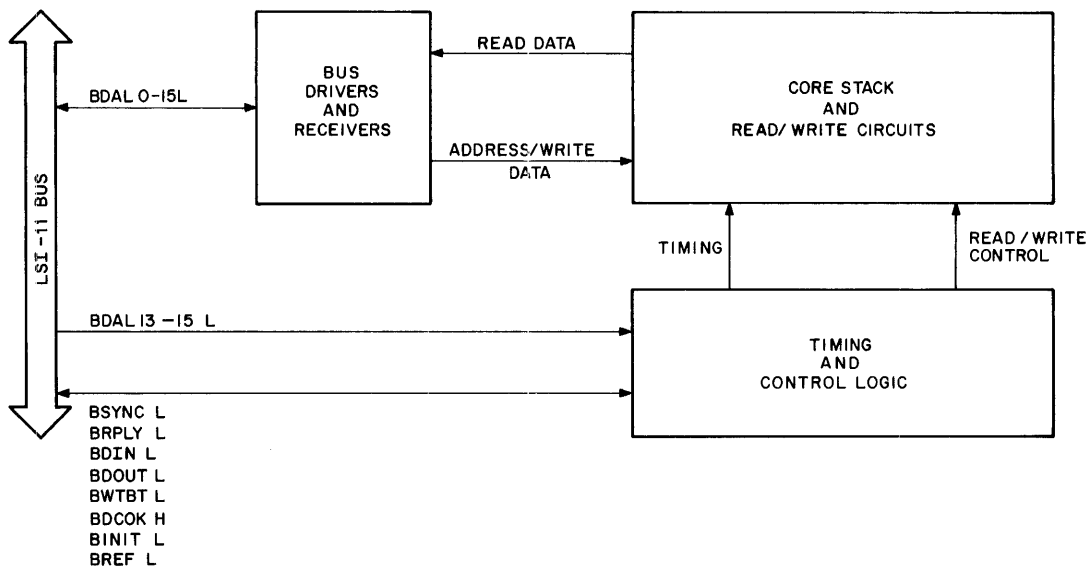 READ DATA
BUS
DRIVERS
AND
RECEIVERS
CORE STACK
AND
READ/WRITE CIRCUITS
BDAL 0-15L
ADDRESS/WRITE
DATA
LSI-11 BUS
TIMING
READ/WRITE
CONTROL
BDAL 13-15 L
TIMING
AND
CONTROL LOGIC
BSYNC L
BRPLY L
BDIN L
BDOUT L
BWTBT L
BDCOK H
BINIT L
BREF L